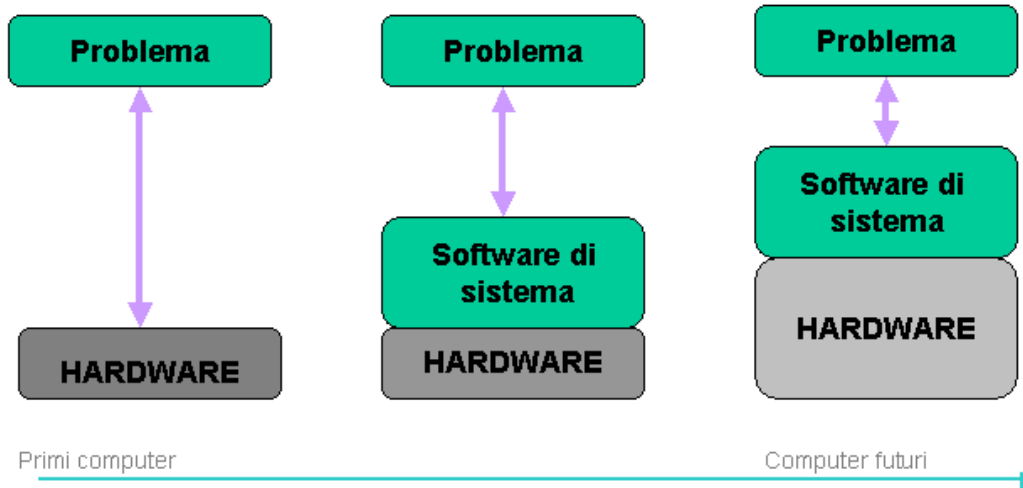 Problema
HARDWARE
Problema
Software di
sistema
HARDWARE
Problema
Software di
sistema
HARDWARE
Primi computer
Computer futuri